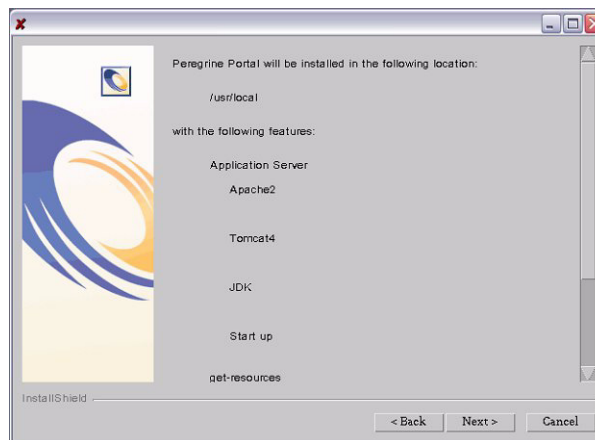 Peregrine Portal will be installed in the following location:
/usr/local
with the following features:
Application Server
Apache2
Tomcat4
JDK
Start up
get-resources
InstallShield
< Back Next > Cancel